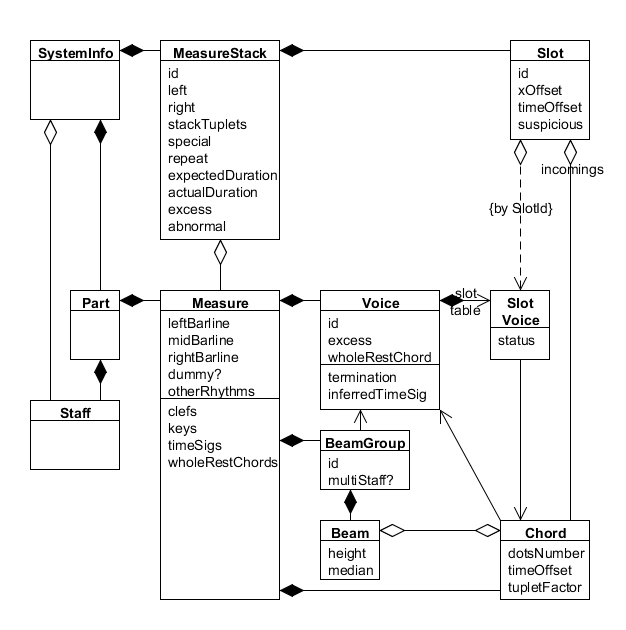 SystemInfo
MeasureStack
id
left
right
stackTuplets
special
repeat
expectedDuration
actualDuration
excess
abnormal
Slot
id
xOffset
timeOffset
suspicious
incomings
{by SlotId}
Part
Measure
leftBarline
midBarline
rightBarline
dummy?
otherRhythms
clefs
keys
timeSigs
wholeRestChords
Voice
id
excess
wholeRestChord
termination
inferredTimeSig
slot
table
Slot
Voice
status
Staff
BeamGroup
id
multiStaff?
Beam
height
median
Chord
dotsNumber
timeOffset
tupletFactor